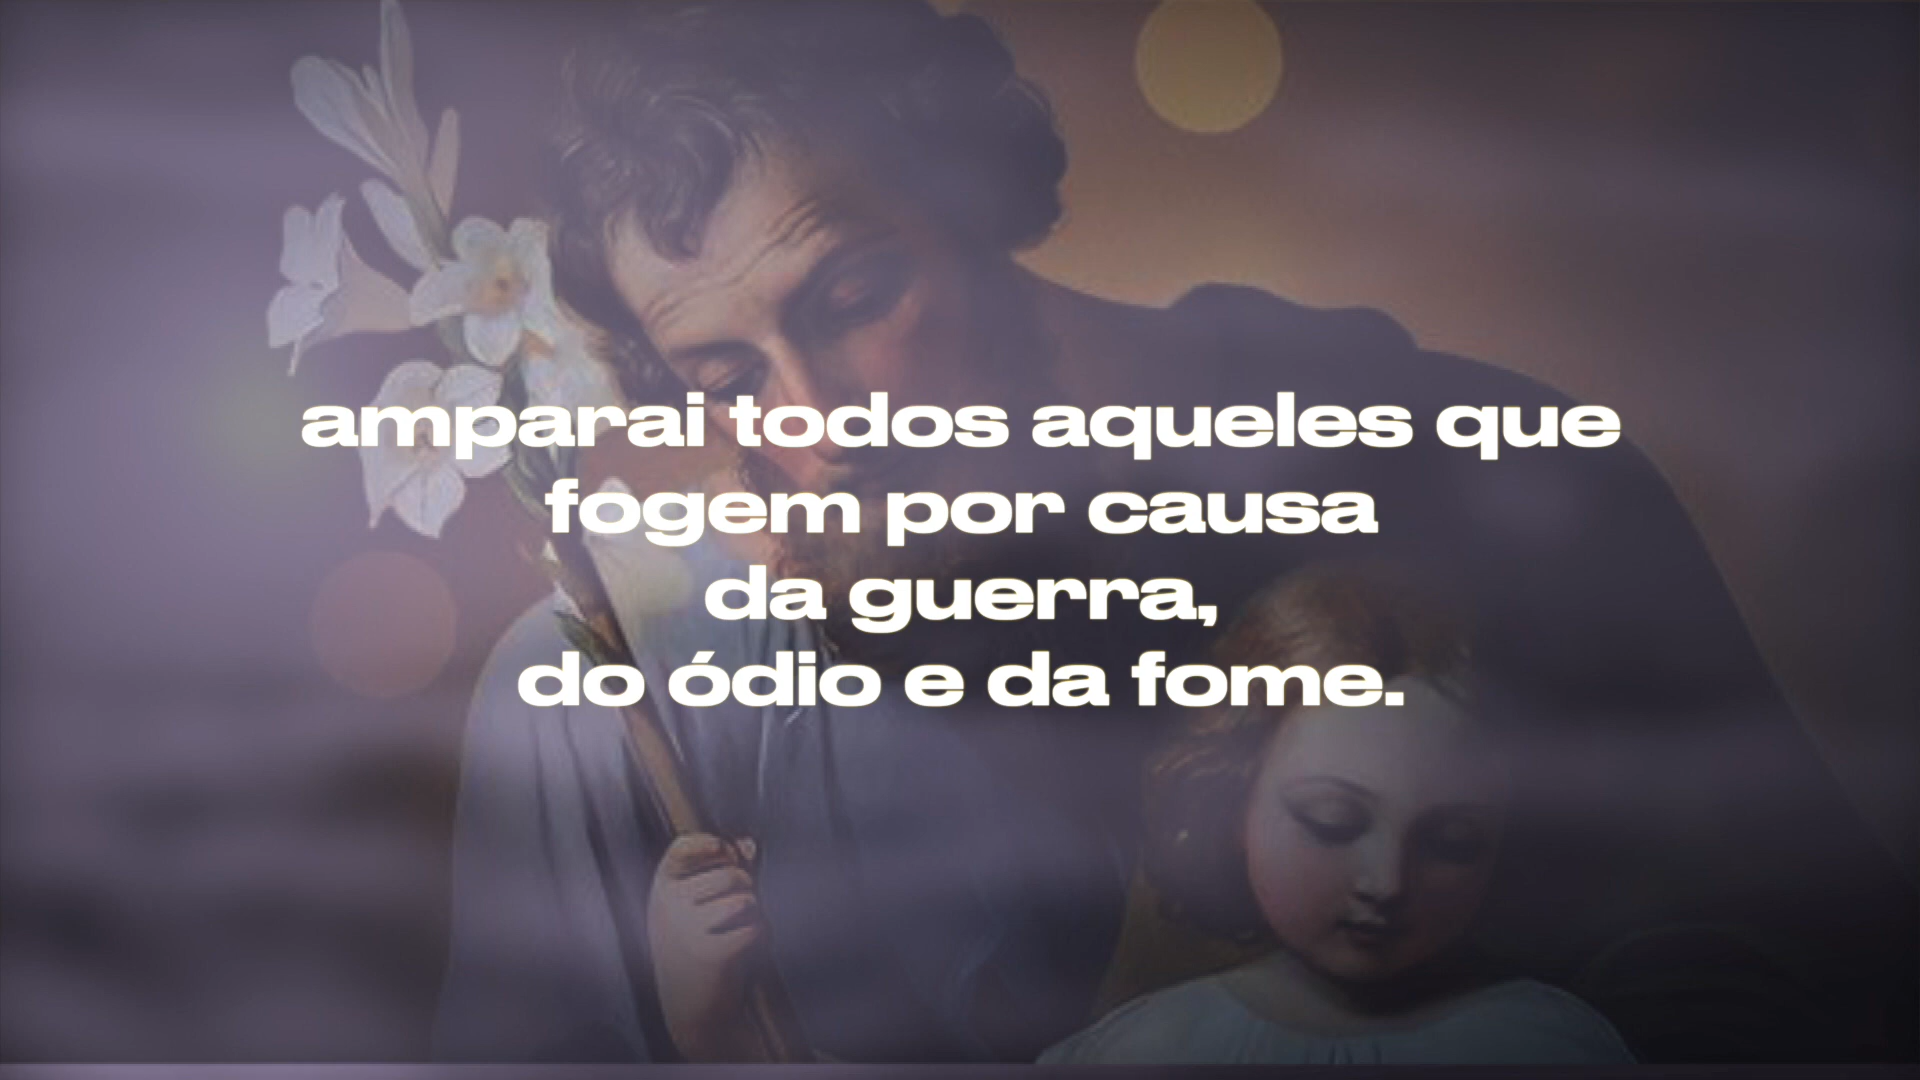 amparai todos aqueles que
fogem por causa
da guerra,
do ódio e da fome.